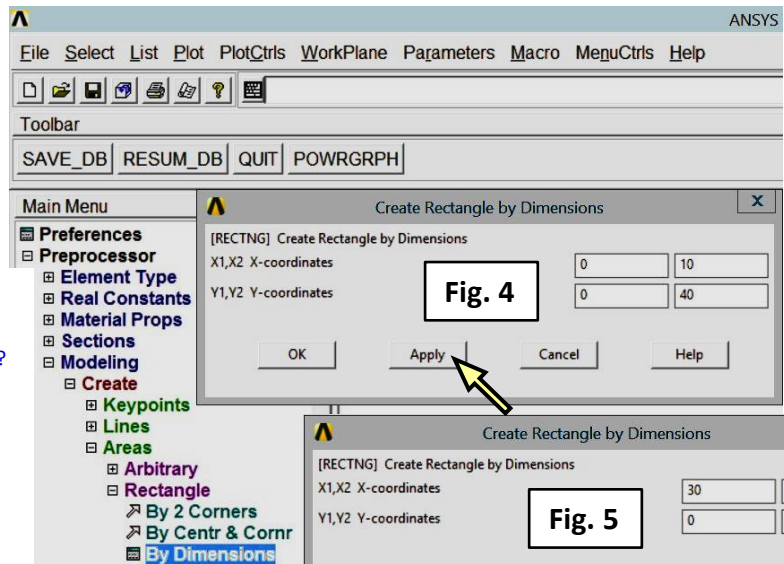 ANSYS
File Select List Plot PlotCtrls WorkPlane Parameters Macro MenuCtrls Help
?
Toolbar
SAVE_DB RESUM_DB QUIT POWRGRPH
Main Menu
Preferences
Preprocessor
Element Type
Real Constants
Material Props
Sections
?
Modeling
Create
Keypoints
Lines
Areas
Arbitrary
Rectangle
By 2 Corners
By Centr & Cornr
By Dimensions
Create Rectangle by Dimensions X
[RECTNG] Create Rectangle by Dimensions
X1,X2 X-coordinates 0 10
Y1,Y2 Y-coordinates 0 40
Fig. 4
OK Apply Cancel Help
Create Rectangle by Dimensions
[RECTNG] Create Rectangle by Dimensions
X1,X2 X-coordinates 30
Y1,Y2 Y-coordinates 0
Fig. 5